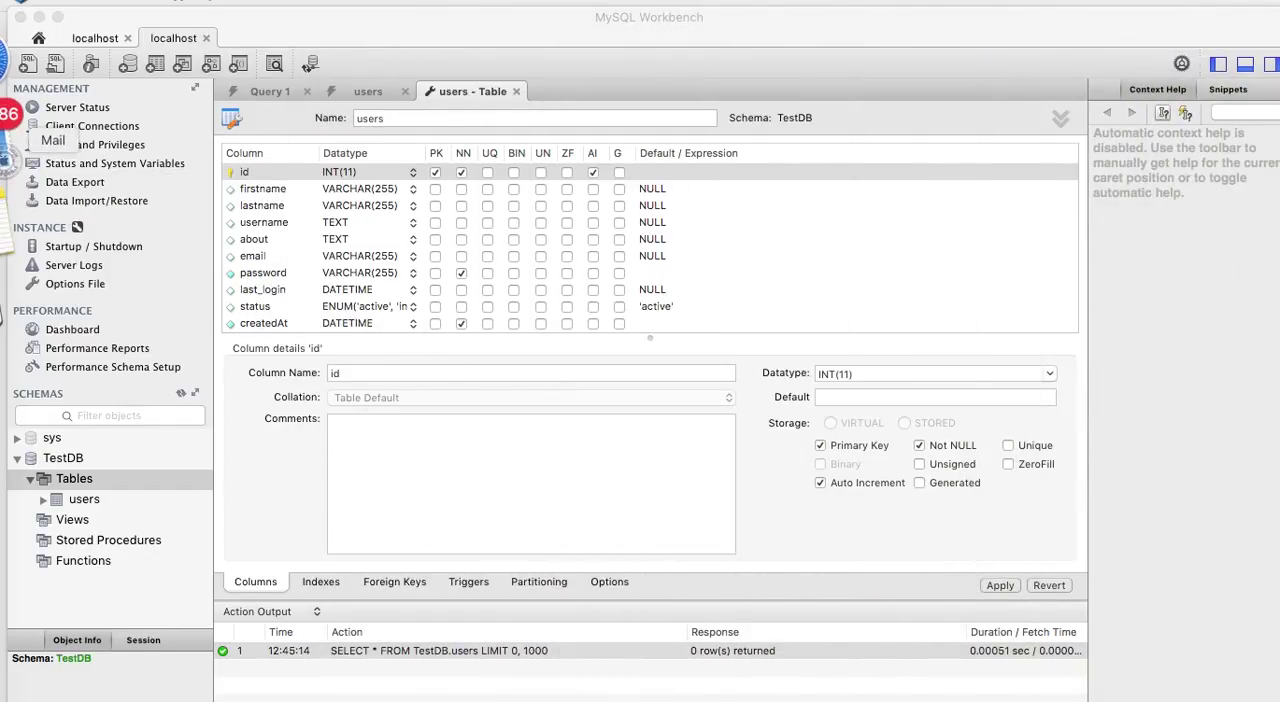 MySQL Workbench
localhost localhost
MANAGEMENT
Server Status
Client Connections
Mail
and Privileges
Status and System Variables
Data Export
Data Import/Restore
INSTANCE
Startup / Shutdown
Server Logs
Options File
PERFORMANCE
Dashboard
Performance Reports
Performance Schema Setup
SCHEMAS
Filter objects
sys
TestDB
Tables
users
Views
Stored Procedures
Functions
Object Info Session
Schema: TestDB
86
Query 1 users users - Table
Name: users Schema: TestDB
Column Datatype PK NN UQ BIN UN ZF AI G Default / Expression
id INT(11)
firstname VARCHAR(255) NULL
lastname VARCHAR(255) NULL
username TEXT NULL
about TEXT NULL
email VARCHAR(255) NULL
password VARCHAR(255)
last_login DATETIME NULL
status ENUM('active', 'in 'active'
createdAt DATETIME
Column details 'id'
Column Name: id Datatype: INT(11)
Collation: Table Default Default
Comments: Storage: VIRTUAL STORED
Primary Key Not NULL Unique
Binary Unsigned ZeroFill
Auto Increment Generated
Columns Indexes Foreign Keys Triggers Partitioning Options Apply Revert
Action Output
Time Action Response Duration / Fetch Time
1 12:45:14 SELECT * FROM TestDB.users LIMIT 0, 1000 0 row(s) returned 0.00051 sec / 0.0000...
Context Help Snippets
Automatic context help is
disabled. Use the toolbar to
manually get help for the curren
caret position or to toggle
automatic help.